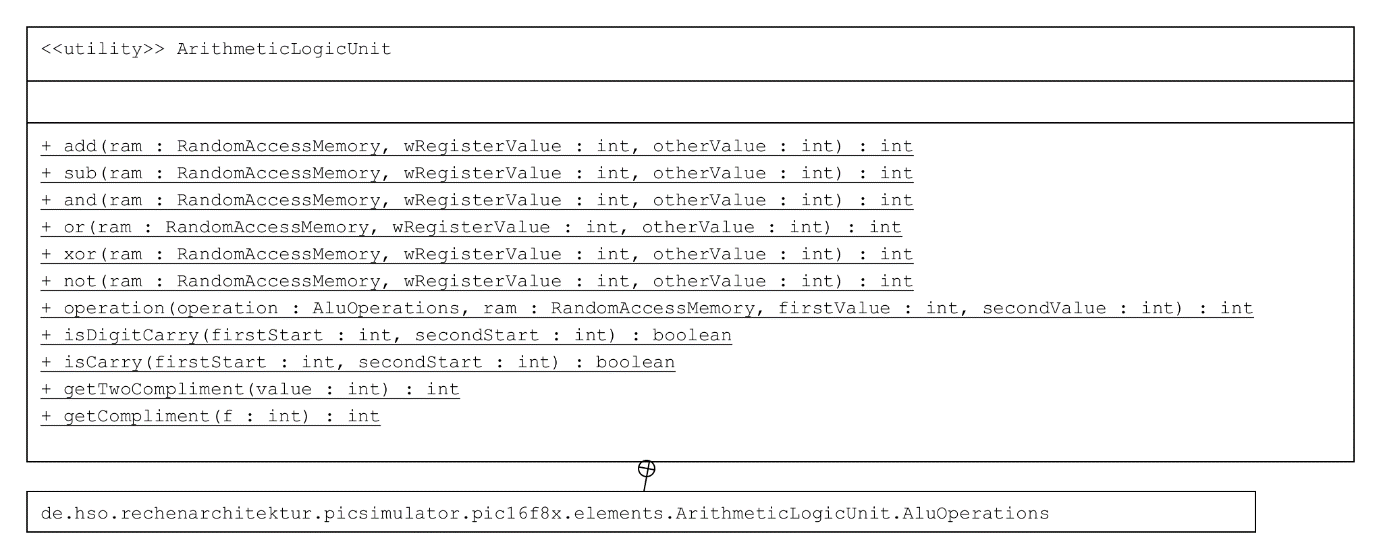 <<utility>> ArithmeticLogicUnit
+ add(ram : RandomAccessMemory, wRegisterValue : int, otherValue : int) : int
+ sub(ram : RandomAccessMemory, wRegisterValue : int, otherValue : int) : int
+ and(ram : RandomAccessMemory, wRegisterValue : int, otherValue : int) : int
+ or(ram : RandomAccessMemory, wRegisterValue : int, otherValue : int) : int
+ xor(ram : RandomAccessMemory, wRegisterValue : int, otherValue : int) : int
+ not(ram : RandomAccessMemory, wRegisterValue : int, otherValue : int) : int
+ operation(operation : AluOperations, ram : RandomAccessMemory, firstValue : int, secondValue : int) : int
+ isDigitCarry(firstStart : int, secondStart : int) : boolean
+ isCarry(firstStart : int, secondStart : int) : boolean
+ getTwoCompliment(value : int) : int
+ getCompliment(f : int) : int
de.hso.rechenarchitektur.picsimulator.pic16f8x.elements.ArithmeticLogicUnit.AluOperations